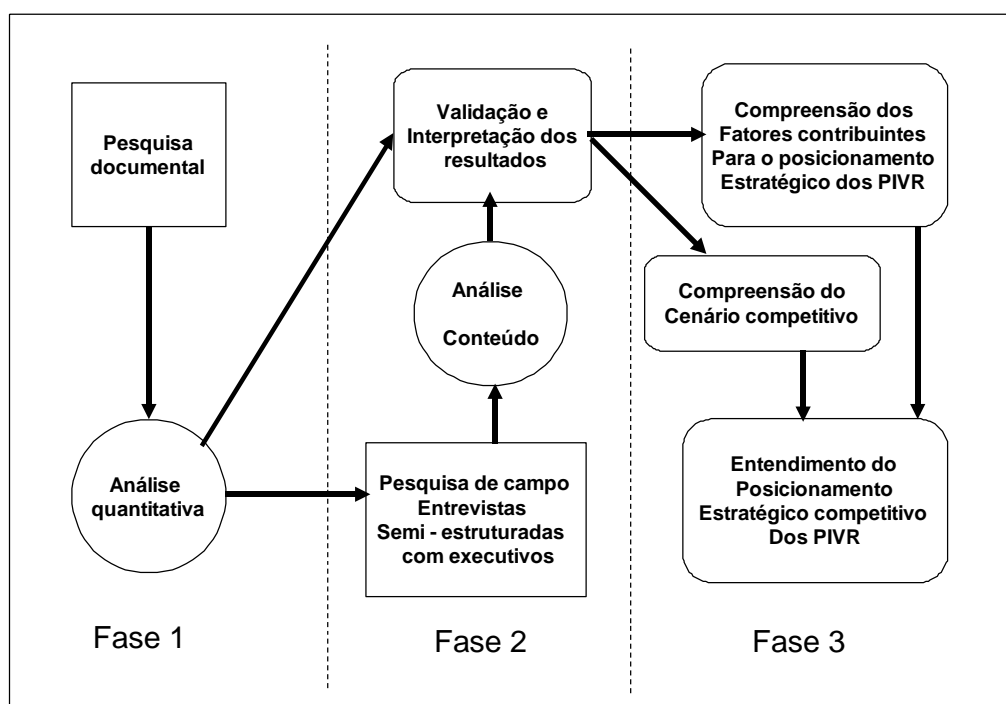 Pesquisa
documental
Análise
quantitativa
Fase 1
Validação e
Interpretação dos
resultados
Análise
Conteúdo
Pesquisa de campo
Entrevistas
Semi - estruturadas
com executivos
Fase 2
Compreensão dos
Fatores contribuintes
Para o posicionamento
Estratégico dos PIVR
Compreensão do
Cenário competitivo
Entendimento do
Posicionamento
Estratégico competitivo
Dos PIVR
Fase 3